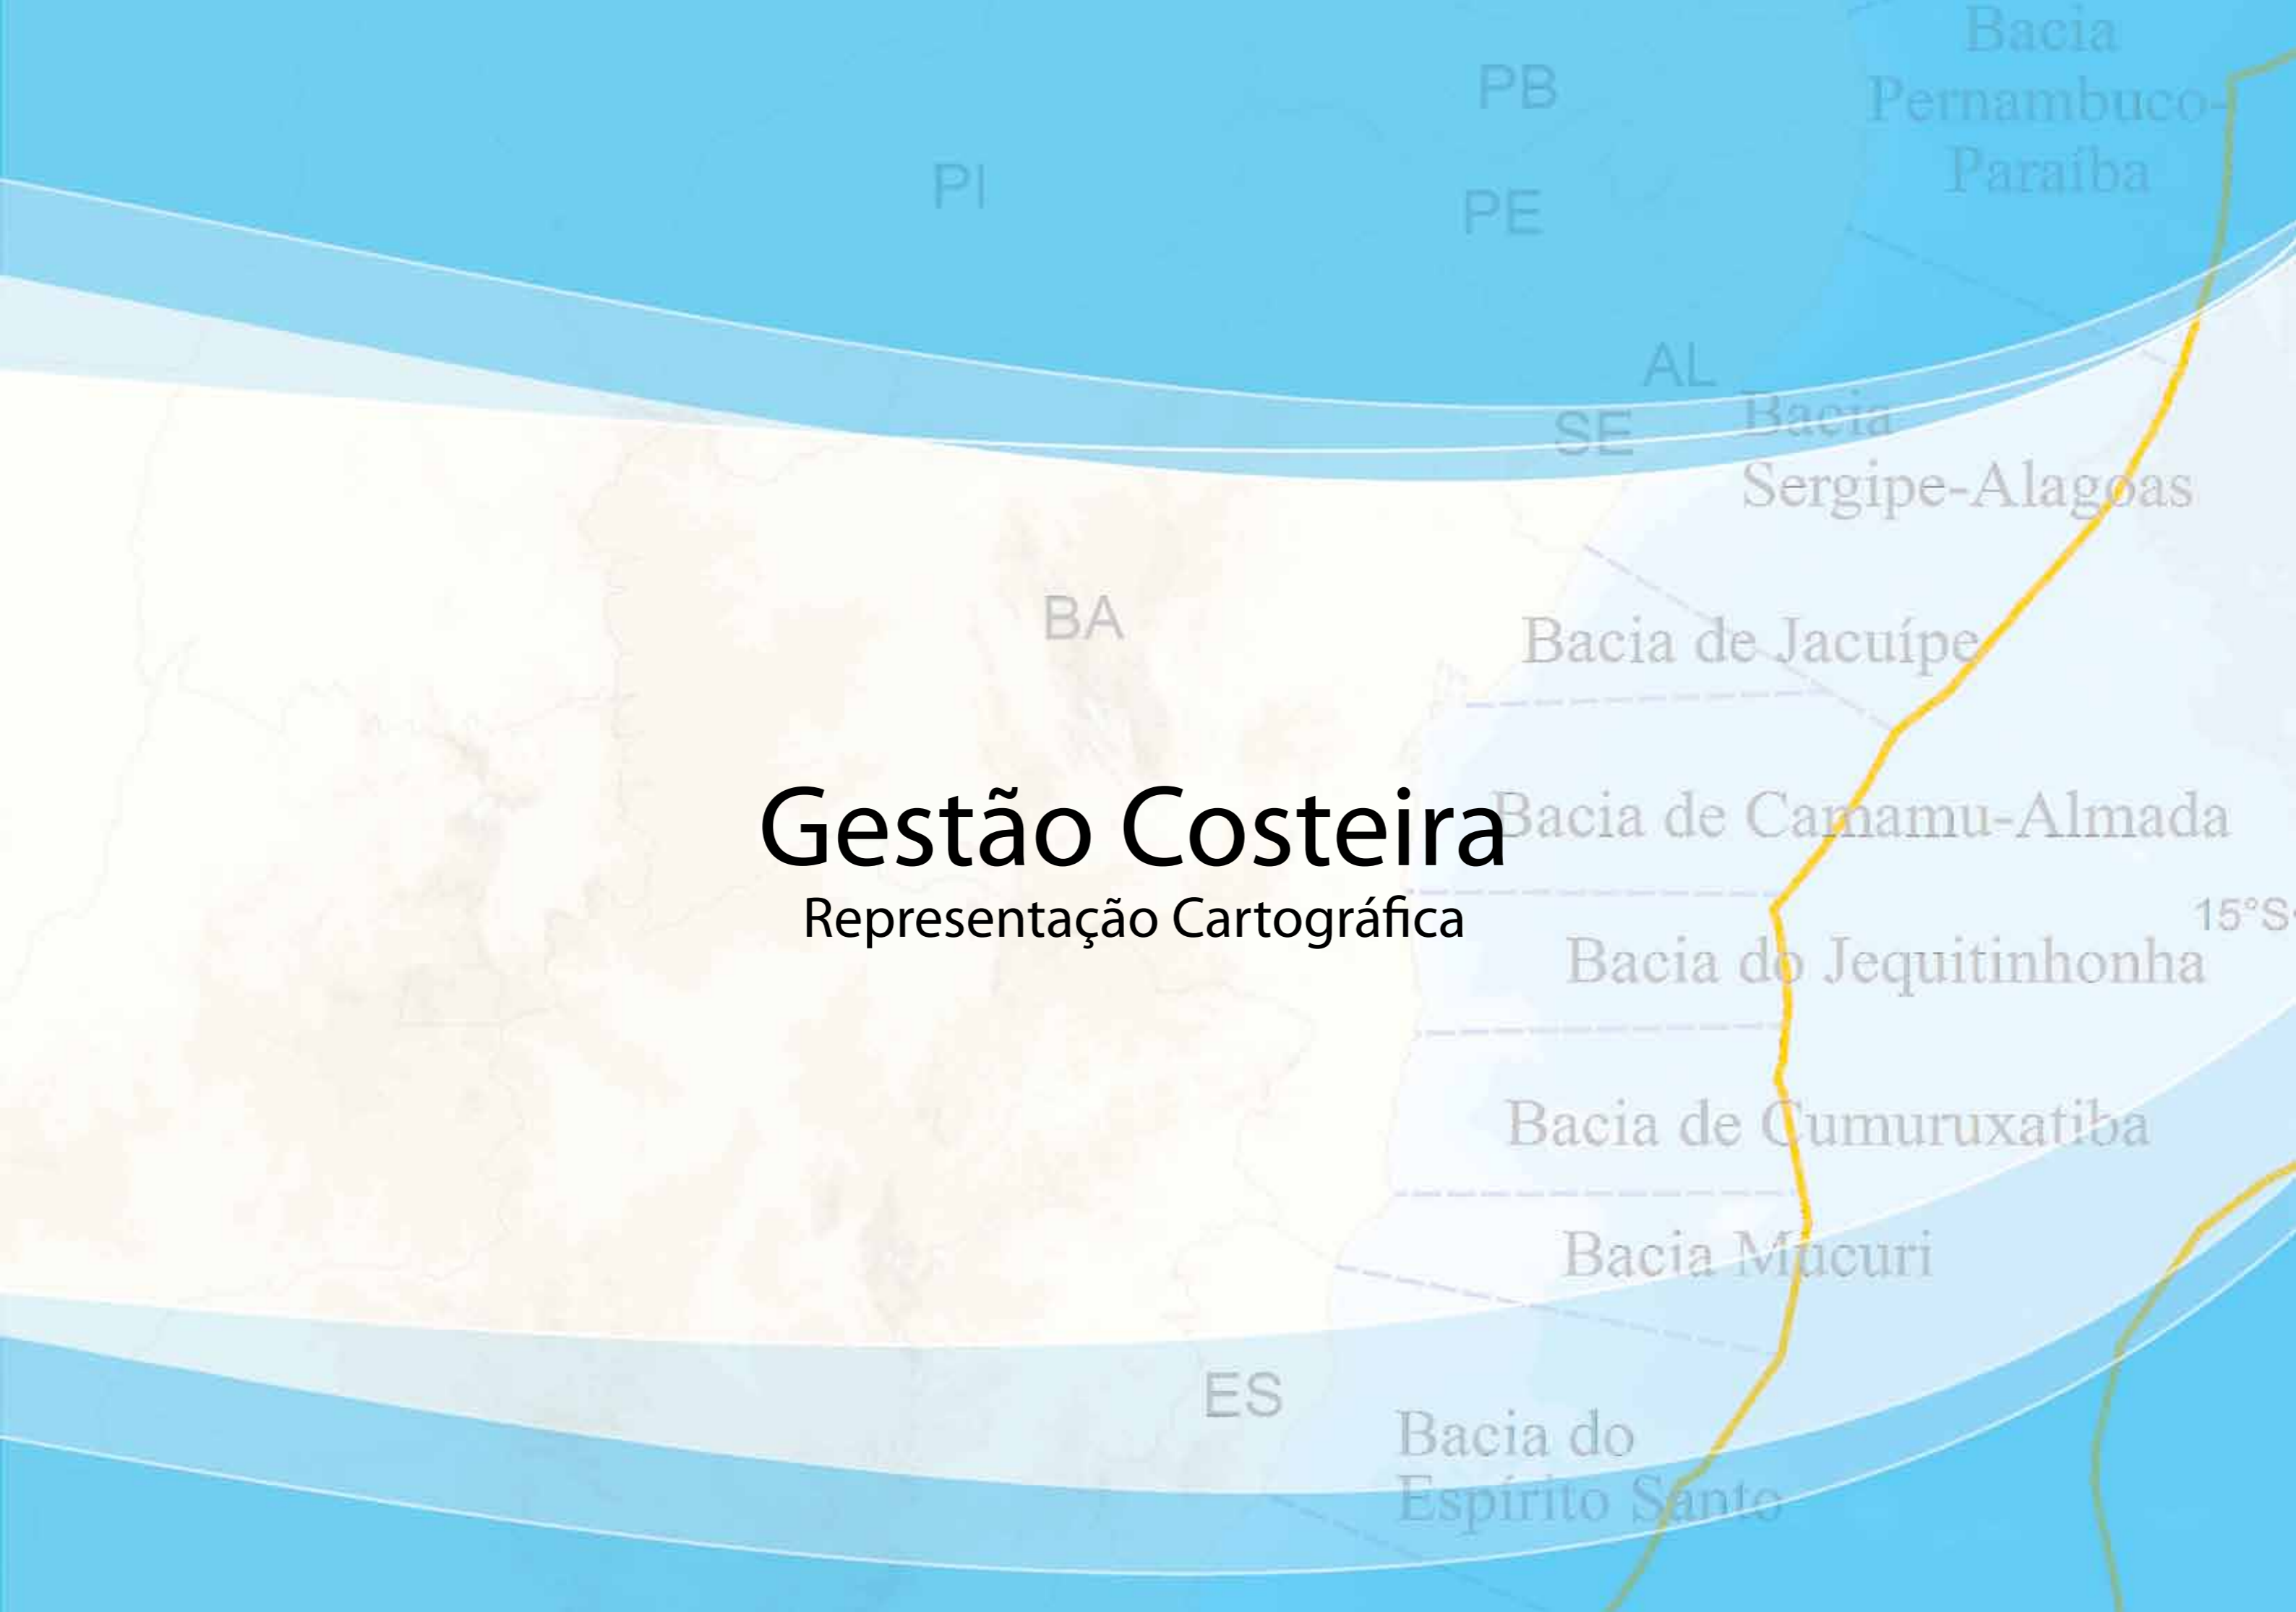 Bacia
Pernambuco-
Paraíba
PB
PI
PE
AL
SE
Bacia
Sergipe-Alagoas
BA
Bacia de Jacuípe
Gestão Costeira
Representação Cartográfica
Bacia de Camamu-Almada
15°S
Bacia do Jequitinhonha
Bacia de Cumuruxatiba
Bacia Mucuri
ES
Bacia do
Espírito Santo